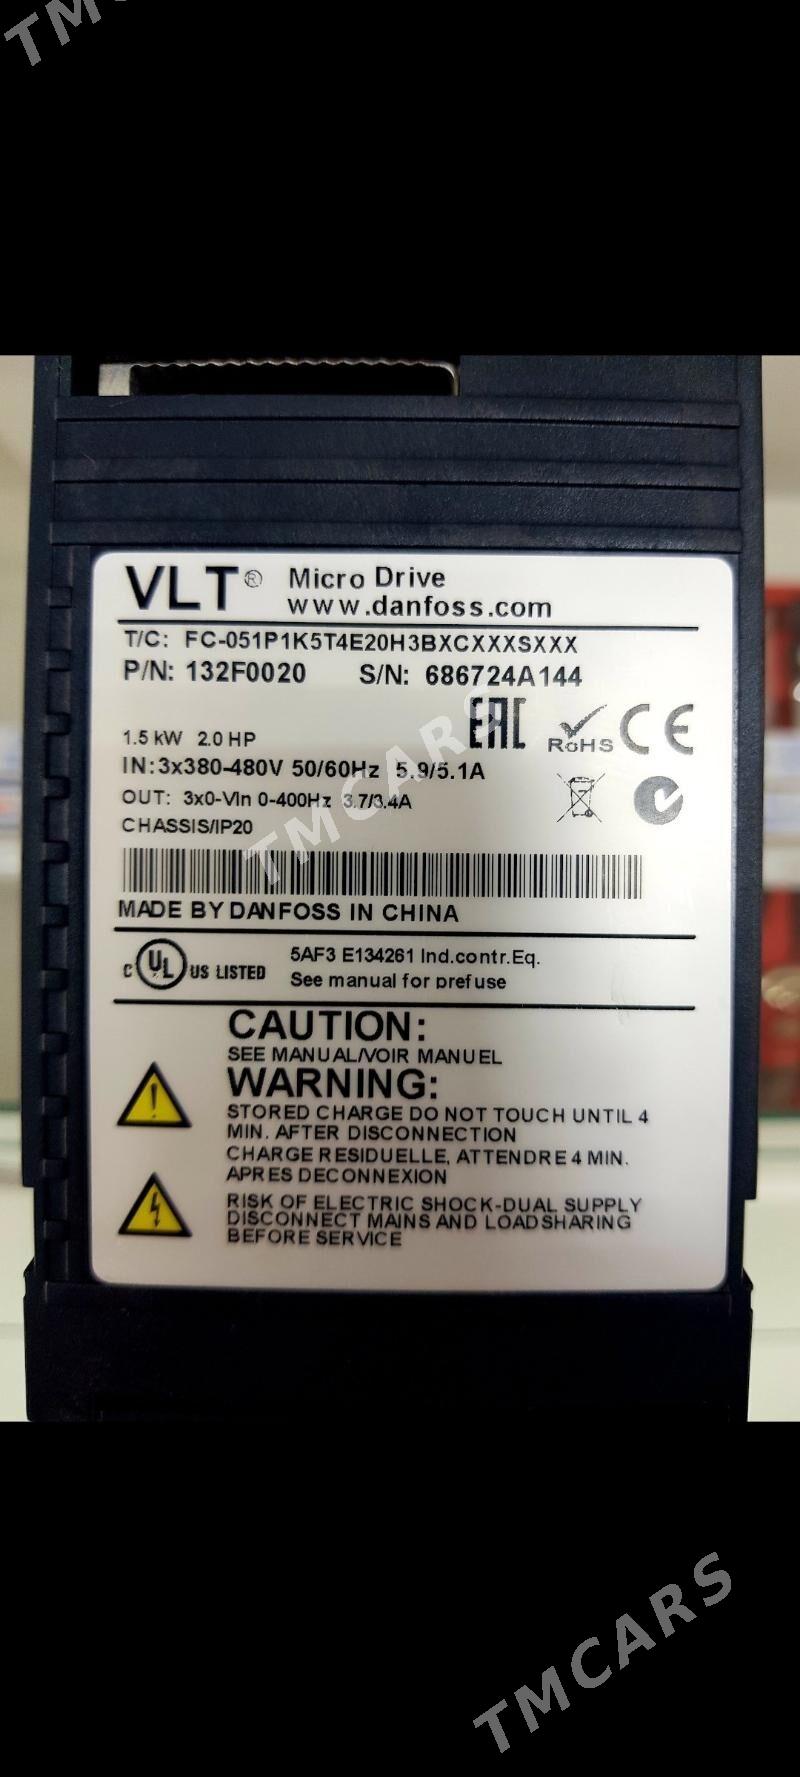 TMCARS
VLT® Micro Drive
www.danfoss.com
T/C: FC-051P1K5T4E20H3BXCXXXSXXX
P/N: 132F0020 S/N: 686724A144
1.5 kW 2.0 HP
EAC RoHS CE
IN:3x380-480V 50/60Hz 5.9/5.1A
OUT: 3x0-Vin 0-400Hz 3.7/3.4A
CHASSIS/IP20
TMCARS
MADE BY DANFOSS IN CHINA
C UL US LISTED
5AF3 E134261 Ind.contr.Eq.
See manual for prefuse
CAUTION:
SEE MANUAL/VOIR MANUEL
WARNING:
STORED CHARGE DO NOT TOUCH UNTIL 4
MIN. AFTER DISCONNECTION
CHARGE RESIDUELLE, ATTENDRE 4 MIN.
APRES DECONNEXION
RISK OF ELECTRIC SHOCK-DUAL SUPPLY
DISCONNECT MAINS AND LOADSHARING
BEFORE SERVICE
TMCARS